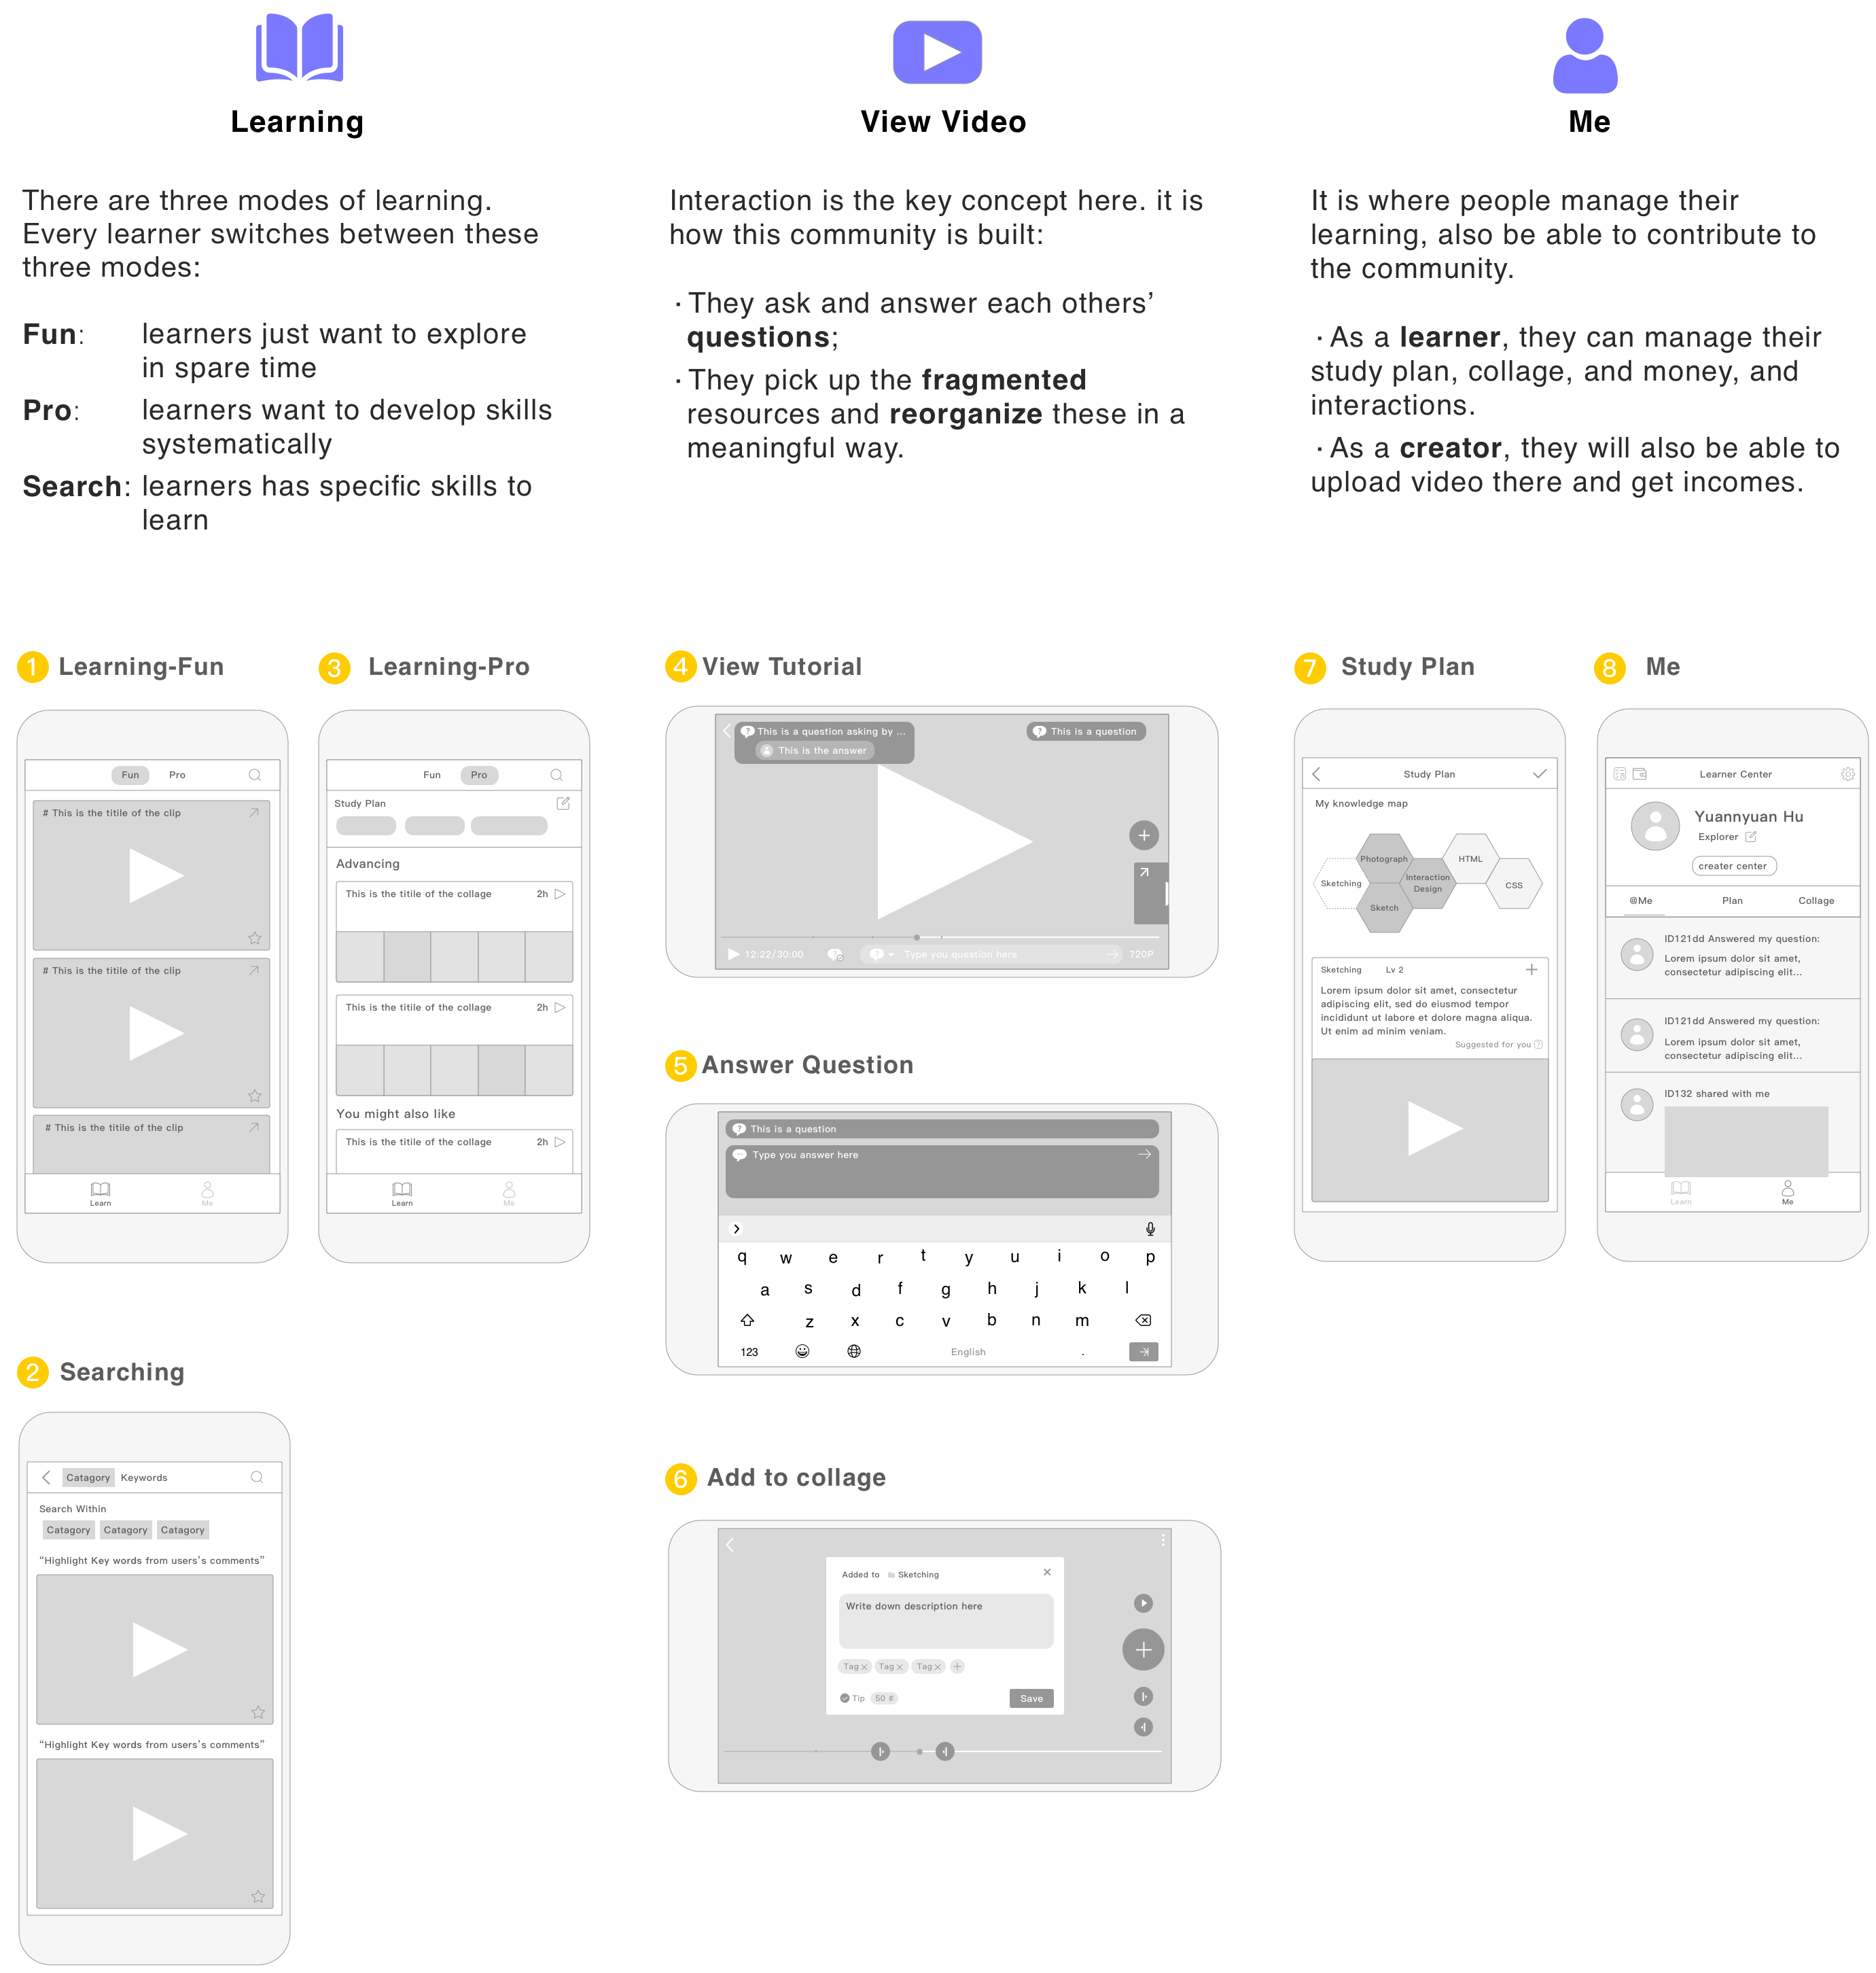 Learning
There are three modes of learning.
Every learner switches between these
three modes:
Fun: learners just want to explore
in spare time
Pro: learners want to develop skills
systematically
Search: learners has specific skills to
learn
View Video
Interaction is the key concept here. it is
how this community is built:
· They ask and answer each others’
questions;
· They pick up the fragmented
resources and reorganize these in a
meaningful way.
Me
It is where people manage their
learning, also be able to contribute to
the community.
· As a learner, they can manage their
study plan, collage, and money, and
interactions.
· As a creator, they will also be able to
upload video there and get incomes.
1 Learning-Fun
Fun Pro
# This is the titile of the clip
# This is the titile of the clip
# This is the titile of the clip
Learn Me
3 Learning-Pro
Fun Pro
Study Plan
Advancing
This is the titile of the collage 2h
This is the titile of the collage 2h
You might also like
This is the titile of the collage 2h
Learn Me
2 Searching
Catagory Keywords
Search Within
Catagory Catagory Catagory
“Highlight Key words from users’s comments”
“Highlight Key words from users’s comments”
4 View Tutorial
This is a question asking by ...
This is the answer
This is a question
12:22/30:00 Type you question here 720P
5 Answer Question
This is a question
Type you answer here
q w e r t y u i o p
a s d f g h j k l
z x c v b n m
123 English .
6 Add to collage
Added to Sketching
Write down description here
Tag Tag Tag
Tip 50 ¢ Save
7 Study Plan
Study Plan
My knowledge map
Photograph
HTML
Sketching
Interaction
Design
CSS
Sketch
Sketching Lv 2
Lorem ipsum dolor sit amet, consectetur
adipiscing elit, sed do eiusmod tempor
incididunt ut labore et dolore magna aliqua.
Ut enim ad minim veniam.
Suggested for you ?
8 Me
Learner Center
Yuannyuan Hu
Explorer
creater center
@Me Plan Collage
ID121dd Answered my question:
Lorem ipsum dolor sit amet,
consectetur adipiscing elit...
ID121dd Answered my question:
Lorem ipsum dolor sit amet,
consectetur adipiscing elit...
ID132 shared with me
Learn Me